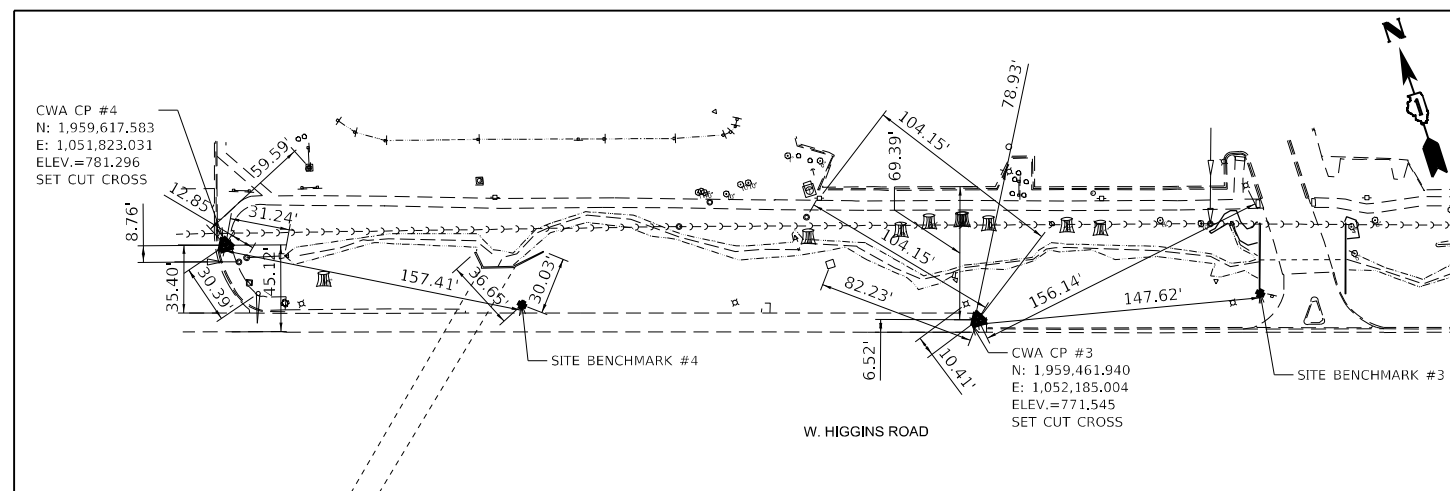 N
CWA CP #4
N: 1,959,617.583
E: 1,051,823.031
ELEV.=781.296
SET CUT CROSS
59.59'
12.85'
8.76'
31.24'
35.40'
30.39'
45.12'
157.41'
36.65'
30.03'
SITE BENCHMARK #4
78.93'
104.15'
69.39'
104.15'
82.23'
156.14'
147.62'
6.52'
10.41'
CWA CP #3
N: 1,959,461.940
E: 1,052,185.004
ELEV.=771.545
SET CUT CROSS
SITE BENCHMARK #3
W. HIGGINS ROAD